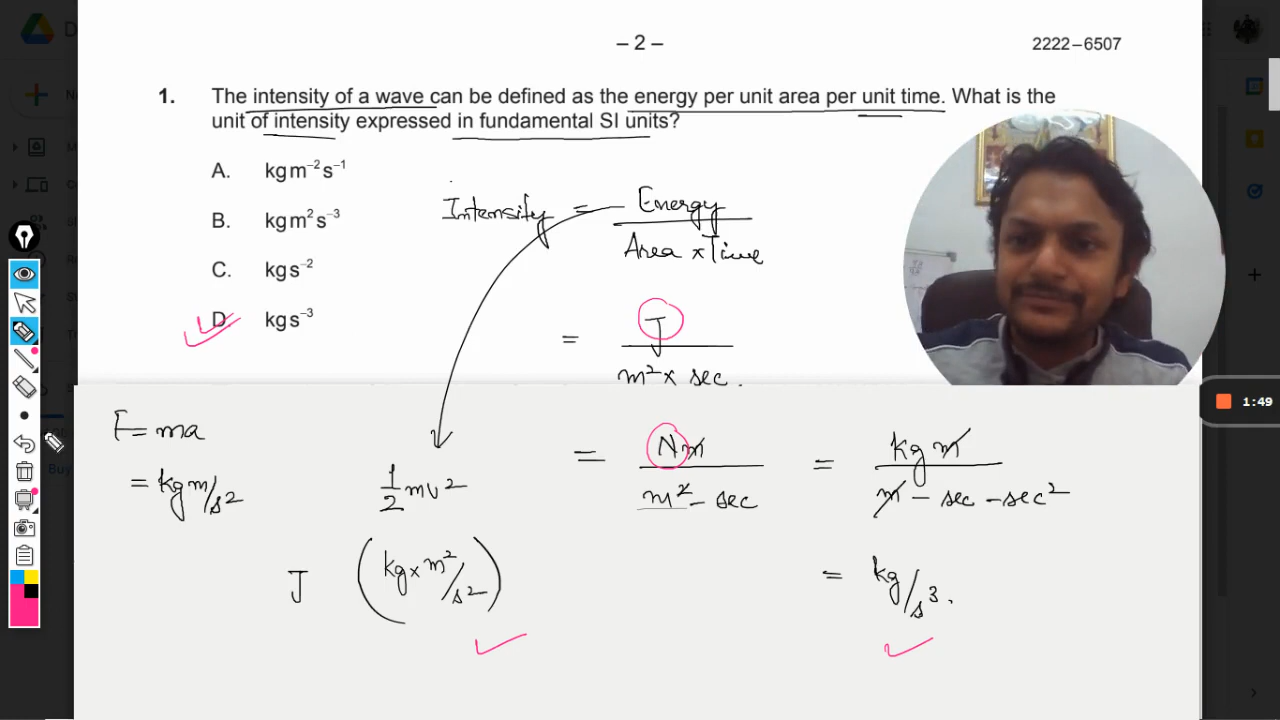 – 2 –
2222 – 6507
1. The intensity of a wave can be defined as the energy per unit area per unit time. What is the
unit of intensity expressed in fundamental SI units?
A. kg m⁻² s⁻¹
B. kg m² s⁻³
C. kg s⁻²
D. kg s⁻³
Intensity = Energy
Area × Time
= J
m² × sec.
F = ma
= kg m/s²
1/2 mv²
J (kg × m²/s²)
= Nm
m² - sec
= kg m
m - sec - sec²
= kg/s³.
1:49
Buy